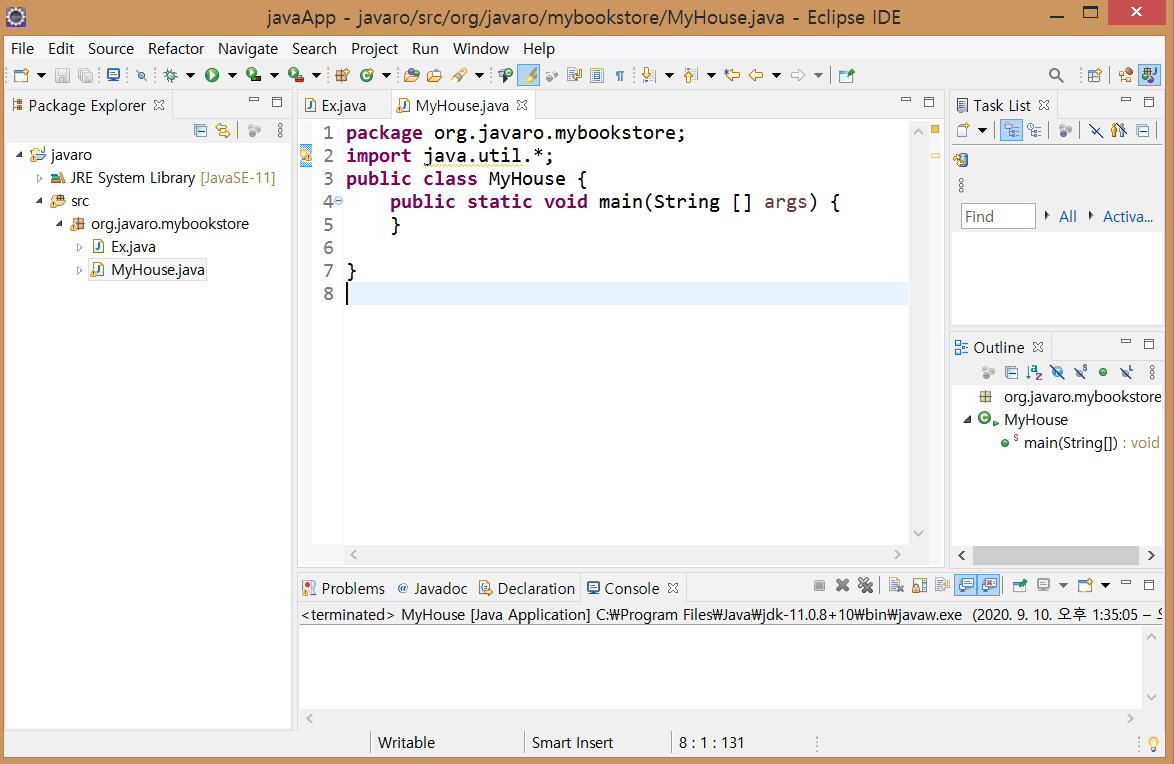 javaApp - javaro/src/org/javaro/mybookstore/MyHouse.java - Eclipse IDE
File Edit Source Refactor Navigate Search Project Run Window Help
Package Explorer
javaro
JRE System Library [JavaSE-11]
src
org.javaro.mybookstore
Ex.java
MyHouse.java
Ex.java MyHouse.java
1 package org.javaro.mybookstore;
2 import java.util.*;
3 public class MyHouse {
4 public static void main(String [] args) {
5 }
6
7 }
8
Task List
Find All Activa...
Outline
org.javaro.mybookstore
MyHouse
main(String[]) : void
Problems Javadoc Declaration Console
<terminated> MyHouse [Java Application] C:₩Program Files₩Java₩jdk-11.0.8+10₩bin₩javaw.exe (2020. 9. 10. 오후 1:35:05 –
Writable Smart Insert 8 : 1 : 131